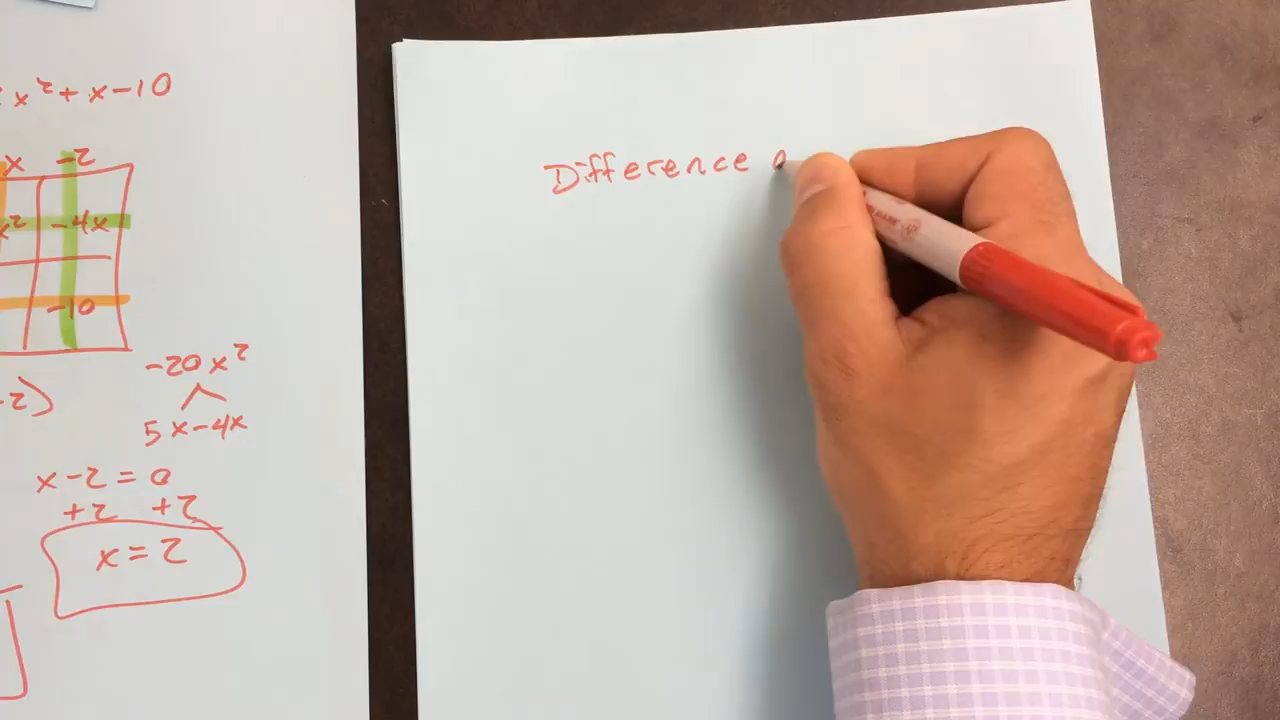 x² + x - 10
x -2
x² -4x
-10
-20x²
5x - 4x
-2)
x - 2 = 0
+2 +2
x = 2
Difference o